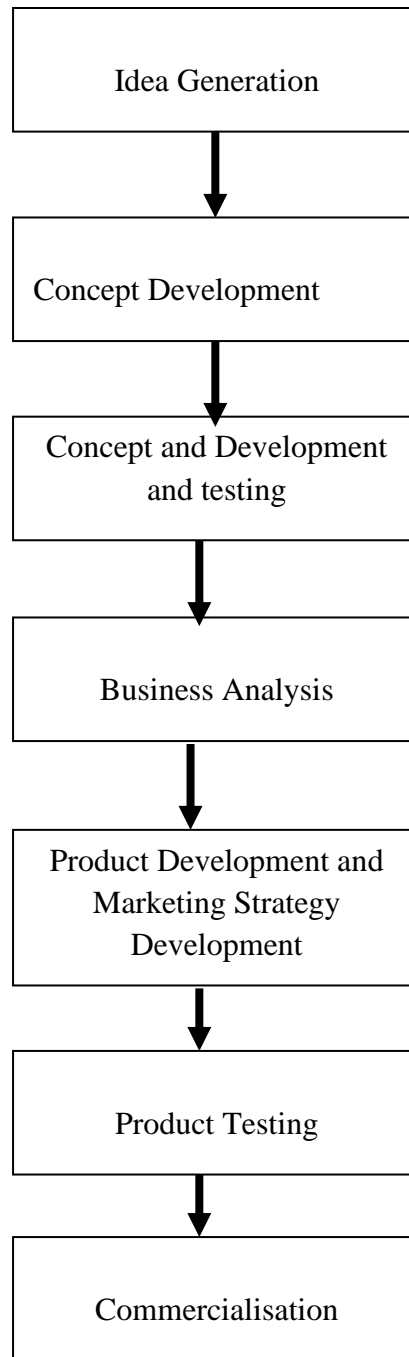 Idea Generation
Concept Development
Concept and Development
and testing
Business Analysis
Product Development and
Marketing Strategy
Development
Product Testing
Commercialisation